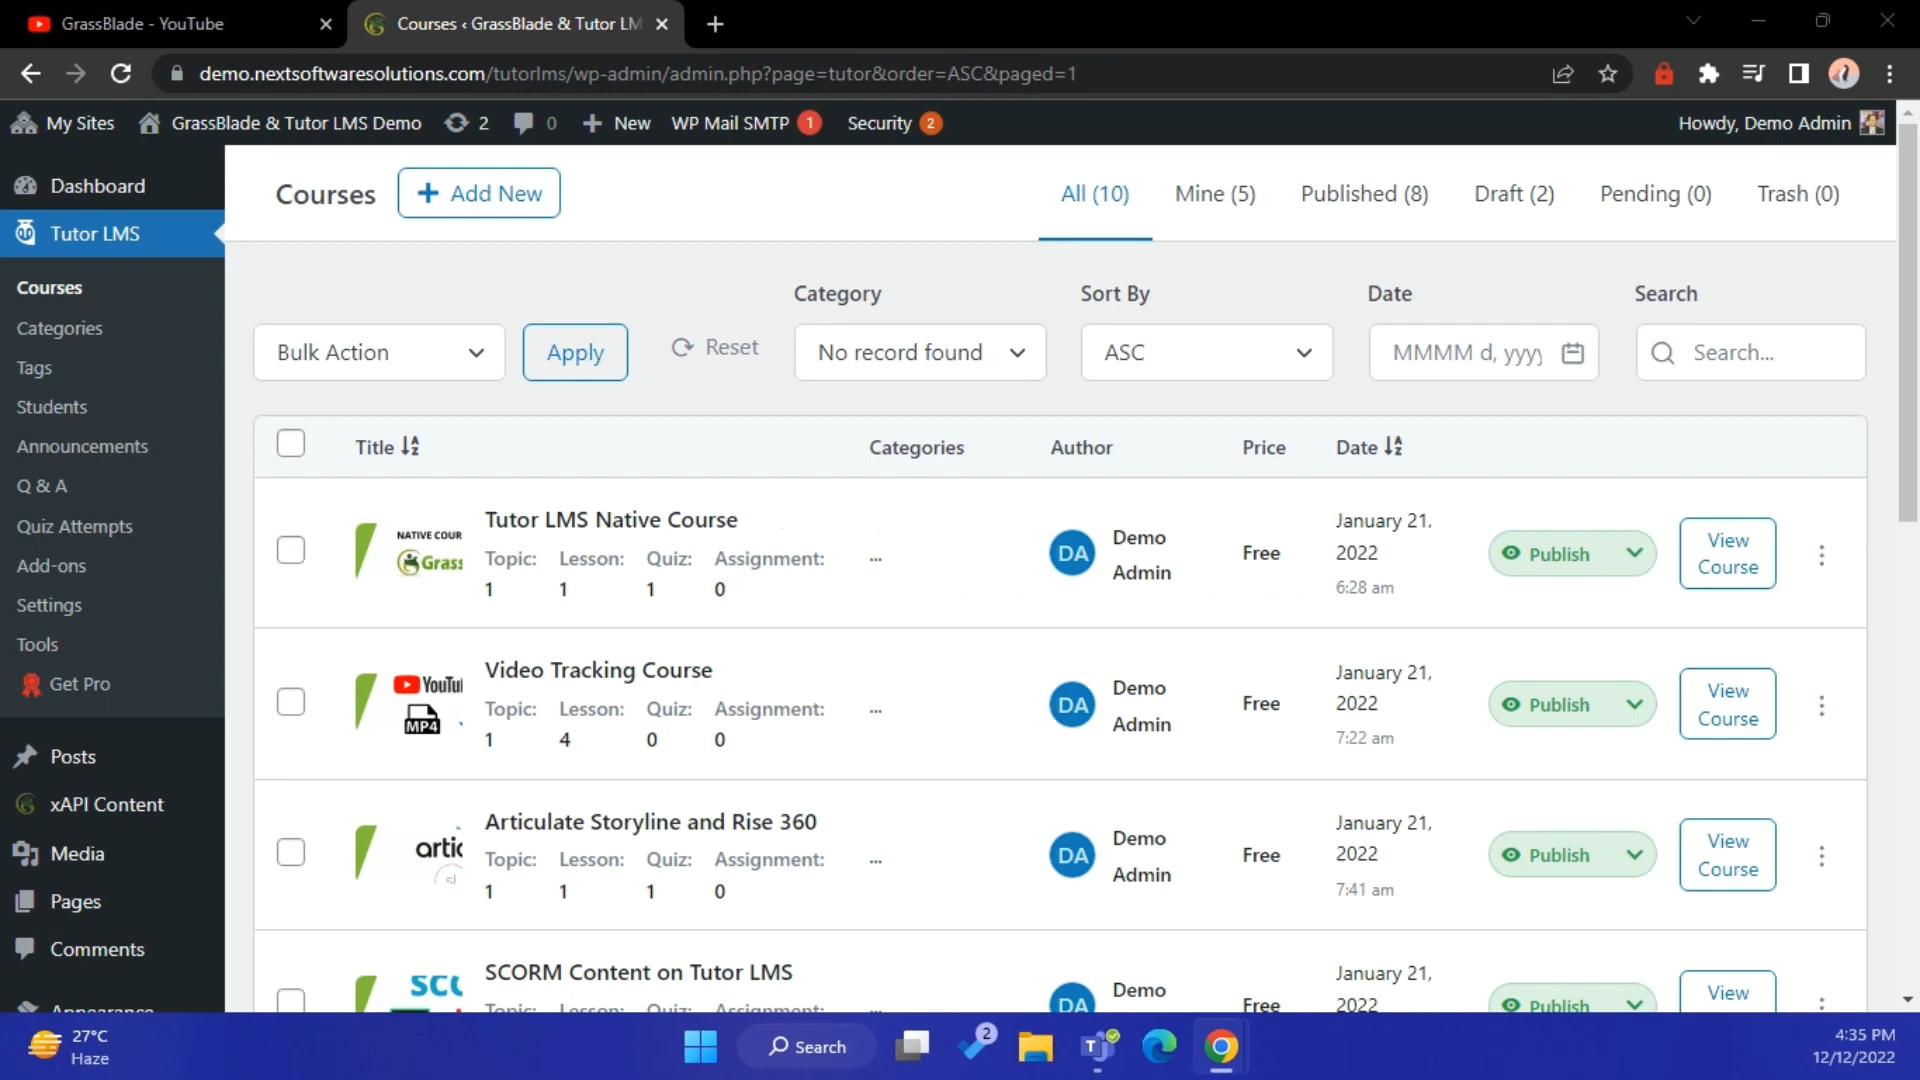 GrassBlade - YouTube
Courses ‹ GrassBlade & Tutor LM
demo.nextsoftwaresolutions.com/tutorlms/wp-admin/admin.php?page=tutor&order=ASC&paged=1
My Sites GrassBlade & Tutor LMS Demo 2 0 New WP Mail SMTP 1 Security 2 Howdy, Demo Admin
Dashboard
Tutor LMS
Courses
Categories
Tags
Students
Announcements
Q & A
Quiz Attempts
Add-ons
Settings
Tools
Get Pro
Posts
xAPI Content
Media
Pages
Comments
Appearance
Courses
Add New
All (10) Mine (5) Published (8) Draft (2) Pending (0) Trash (0)
Category Sort By Date Search
Bulk Action Apply Reset No record found ASC MMMM d, yyyy Search...
Title Categories Author Price Date
NATIVE COUR
Grass
Tutor LMS Native Course
Topic: Lesson: Quiz: Assignment:
1 1 1 0
...
DA
Demo
Admin
Free
January 21,
2022
6:28 am
Publish
View
Course
YouTu
MP4
Video Tracking Course
Topic: Lesson: Quiz: Assignment:
1 4 0 0
...
DA
Demo
Admin
Free
January 21,
2022
7:22 am
Publish
View
Course
artic
Articulate Storyline and Rise 360
Topic: Lesson: Quiz: Assignment:
1 1 1 0
...
DA
Demo
Admin
Free
January 21,
2022
7:41 am
Publish
View
Course
SCO
SCORM Content on Tutor LMS
Topic: Lesson: Quiz: Assignment:
...
DA
Demo
Free
January 21,
2022
Publish
View
27°C
Haze
Search
2
T
4:35 PM
12/12/2022